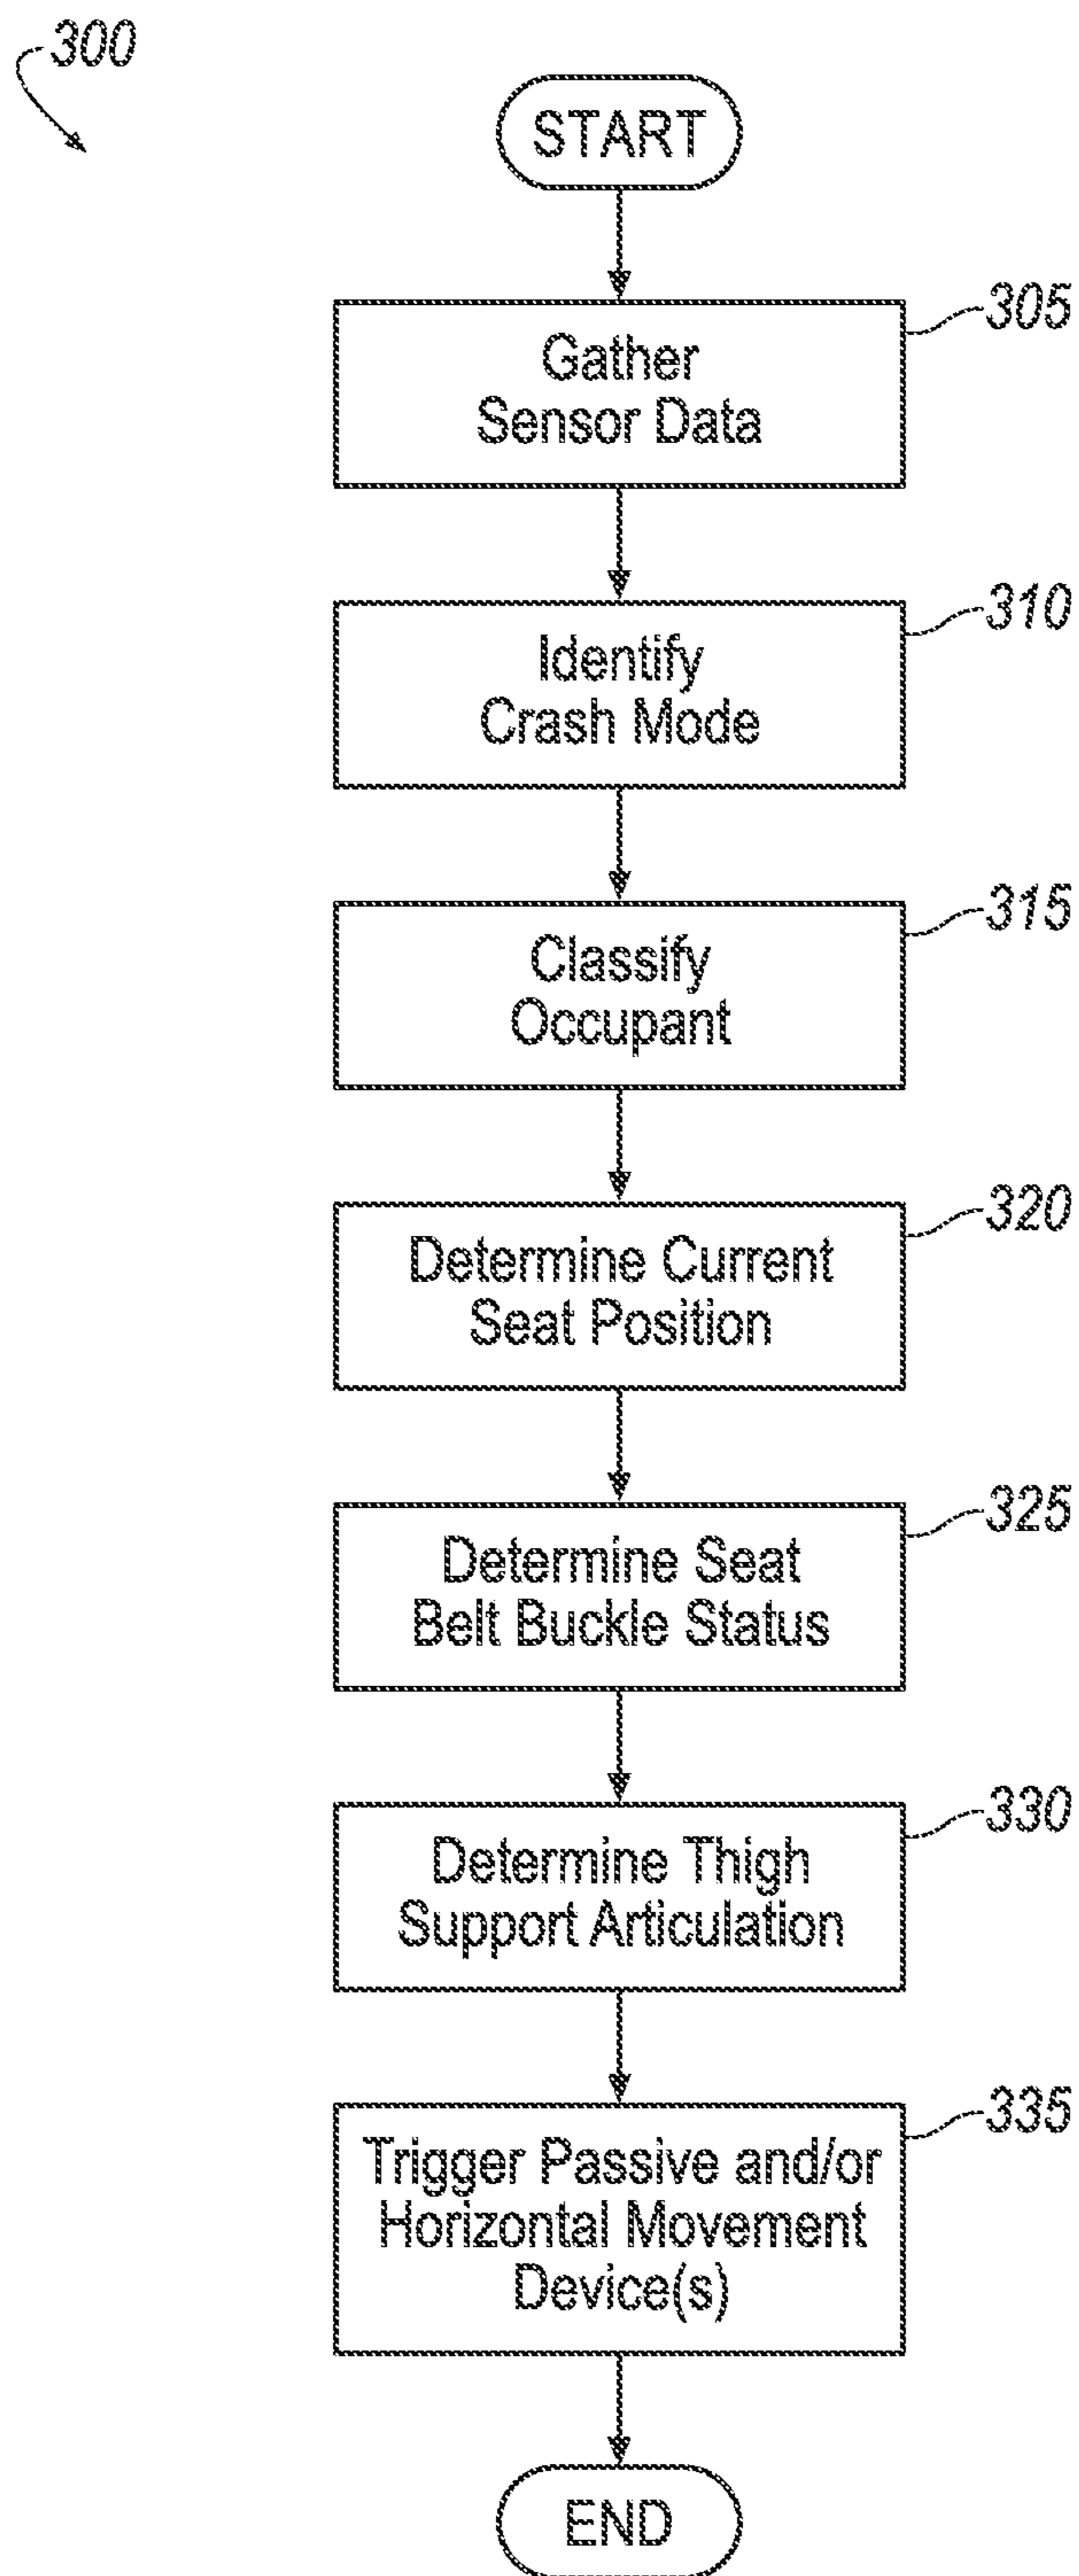 300
START
305
Gather
Sensor Data
310
Identify
Crash Mode
315
Classify
Occupant
320
Determine Current
Seat Position
325
Determine Seat
Belt Buckle Status
330
Determine Thigh
Support Articulation
335
Trigger Passive and/or
Horizontal Movement
Device(s)
END